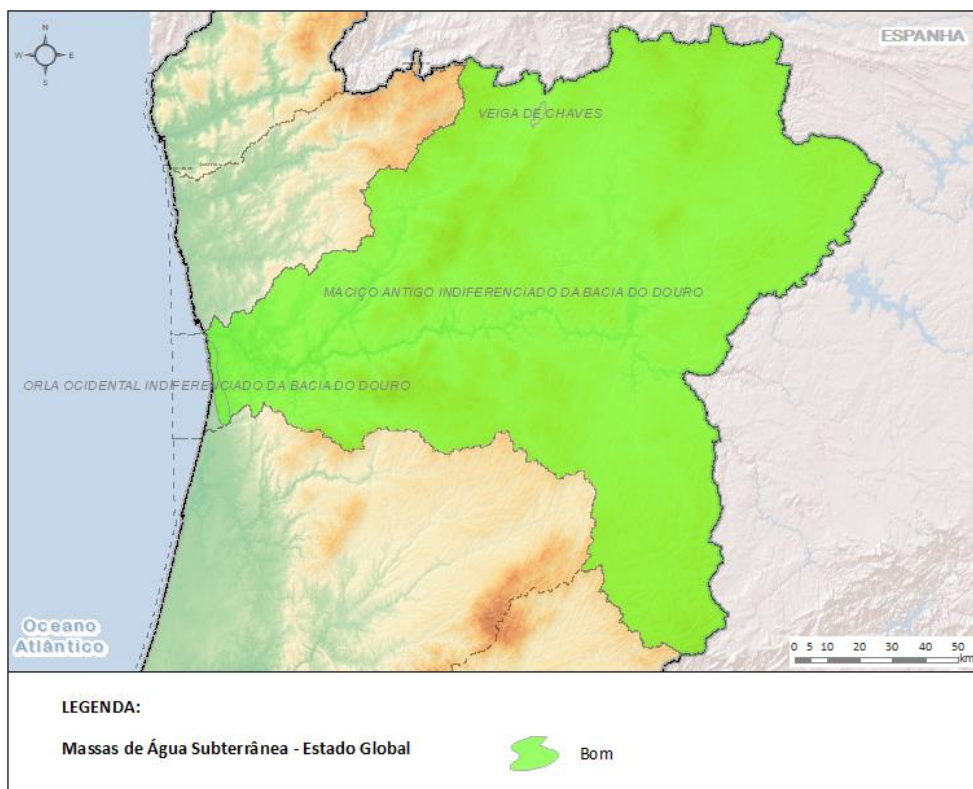 N
W E
S
ESPANHA
VEIGA DE CHAVES
MACIÇO ANTIGO INDIFERENCIADO DA BACIA DO DOURO
ORLA OCIDENTAL INDIFERENCIADO DA BACIA DO DOURO
Oceano
Atlântico
0 5 10 20 30 40 50
km
LEGENDA:
Massas de Água Subterrânea - Estado Global
Bom